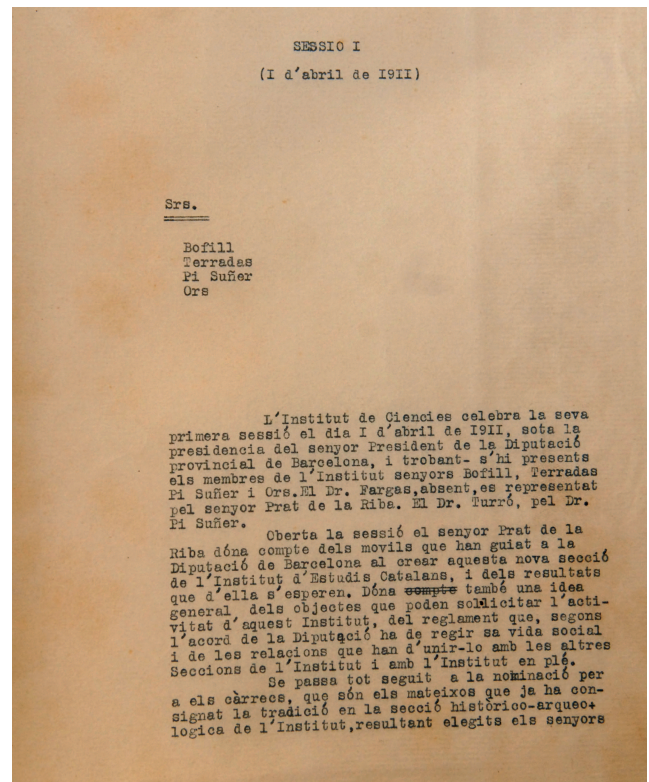 SESSIO I
(I d'abril de I9II)
Srs.
Bofill
Terradas
Pi Suñer
Ors
L'Institut de Ciencies celebra la seva
primera sessió el dia I d'abril de I9II, sota la
presidencia del senyor President de la Diputació
provincial de Barcelona, i trobant- s'hi presents
els membres de l'Institut senyors Bofill, Terradas
Pi Suñer i Ors.El Dr. Fargas,absent,es representat
pel senyor Prat de la Riba. El Dr. Turró, pel Dr.
Pi Suñer.
Oberta la sessió el senyor Prat de la
Riba dóna compte dels movils que han guiat a la
Diputació de Barcelona al crear aquesta nova secció
de l'Institut d'Estudis Catalans, i dels resultats
que d'ella s'esperen. Dóna compte també una idea
general dels objectes que poden sol·licitar l'acti-
vitat d'aquest Institut, del reglament que, segons
l'acord de la Diputació ha de regir sa vida social
i de les relacions que han d'unir-lo amb les altres
Seccions de l'Institut i amb l'Institut en plé.
Se passa tot seguit a la nominació per
a els càrrecs, que són els mateixos que ja ha con-
signat la tradició en la secció històrico-arqueo+
logica de l'Institut,resultant elegits els senyors